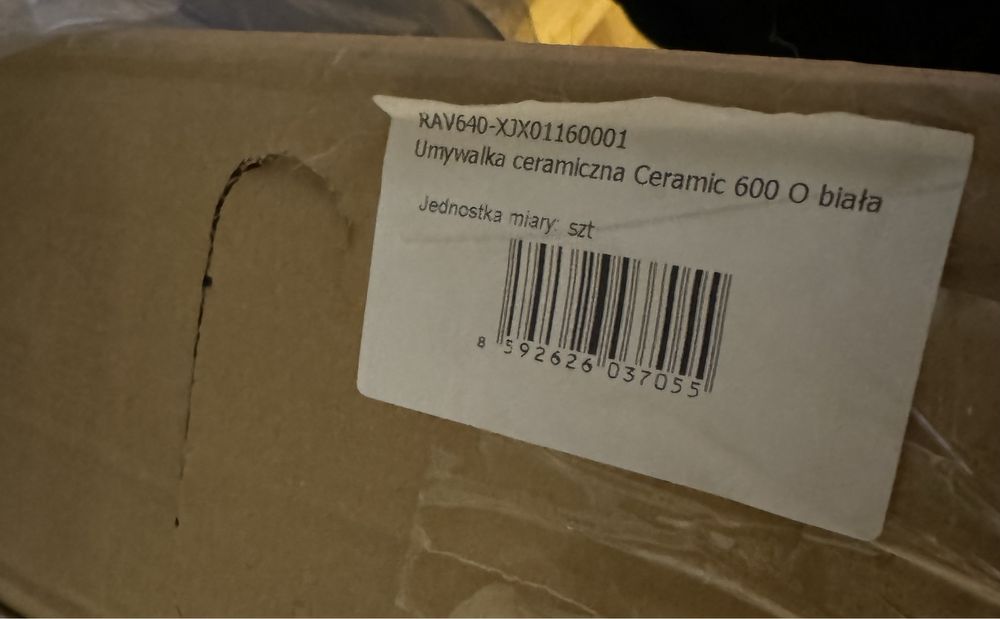 RAV640-XJX01160001
Umywalka ceramiczna Ceramic 600 O biała
Jednostka miary: szt
8 592626 037055